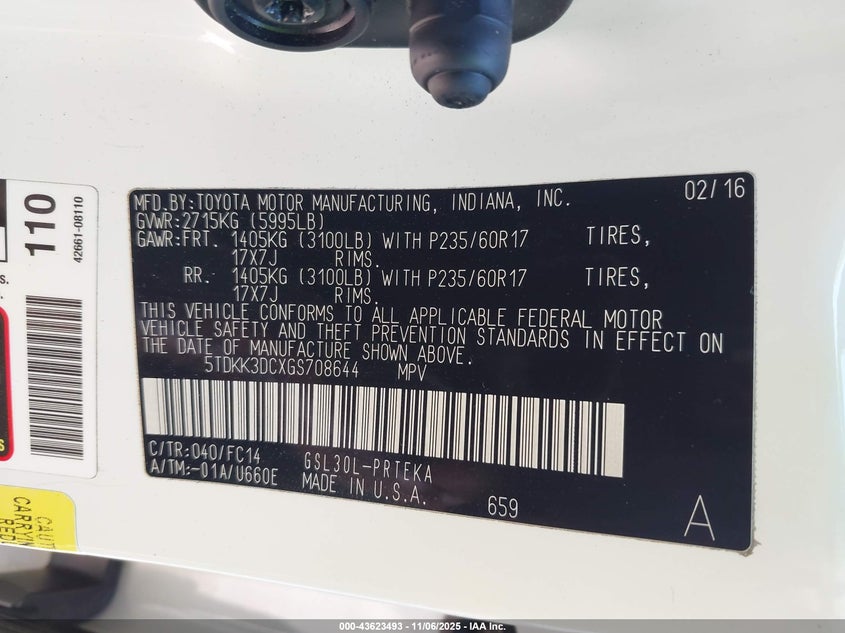 MFD.BY:TOYOTA MOTOR MANUFACTURING, INDIANA, INC. 02/16
GVWR:2715KG (5995LB)
GAWR:FRT. 1405KG (3100LB) WITH P235/60R17 TIRES,
17X7J RIMS.
RR. 1405KG (3100LB) WITH P235/60R17 TIRES,
17X7J RIMS.
THIS VEHICLE CONFORMS TO ALL APPLICABLE FEDERAL MOTOR
VEHICLE SAFETY AND THEFT PREVENTION STANDARDS IN EFFECT ON
THE DATE OF MANUFACTURE SHOWN ABOVE.
5TDKK3DCXGS708644 MPV
C/TR:040/FC14 GSL30L-PRTEKA
A/TM:-01A/U660E MADE IN U.S.A. 659
A
110
42661-08110
000-43623493 - 11/06/2025 - IAA Inc.